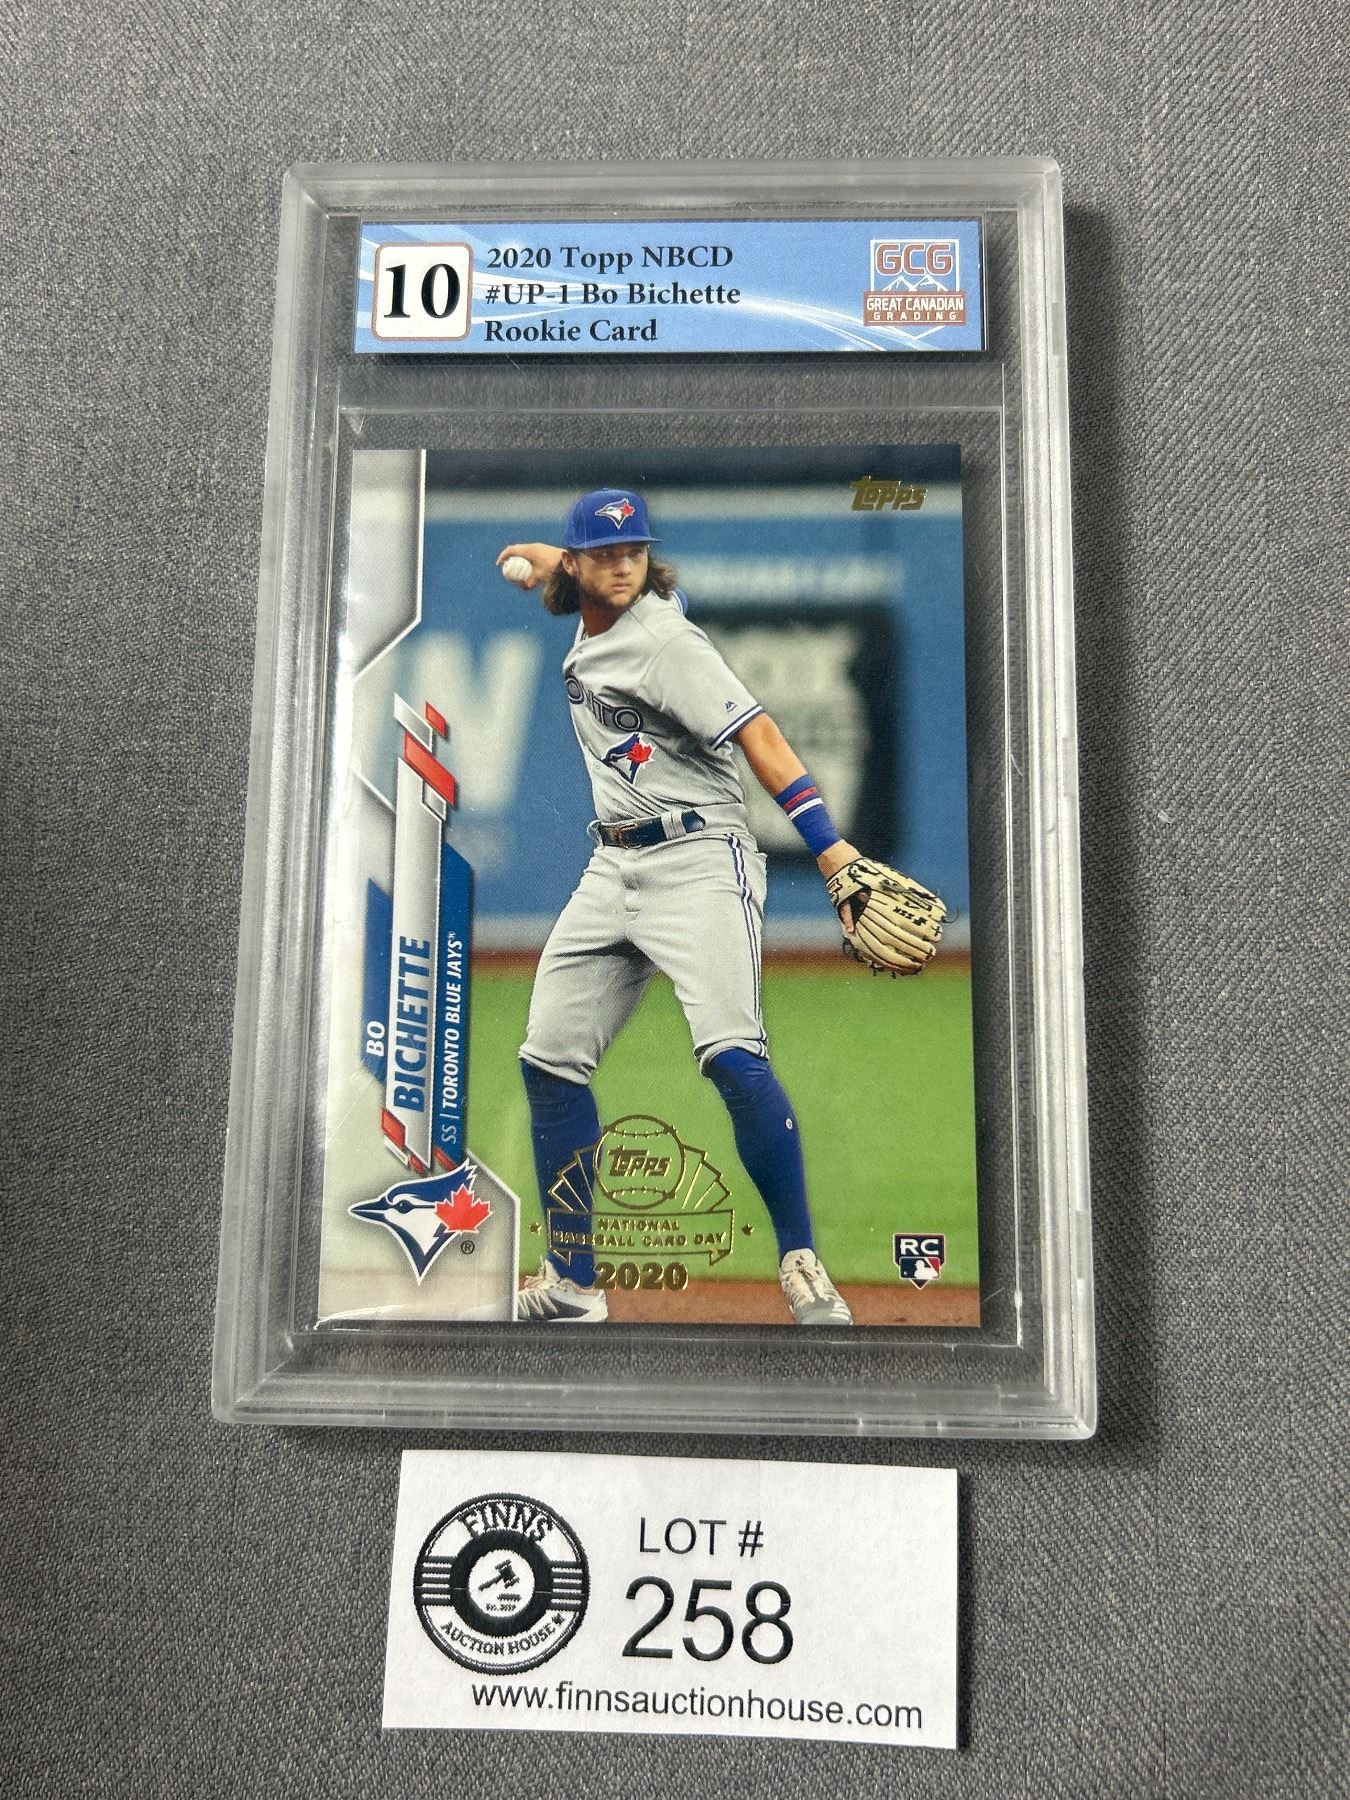 10
2020 Topp NBCD
#UP-1 Bo Bichette
Rookie Card
GCG
GREAT CANADIAN
GRADING
Topps
BO
BICHETTE
SS | TORONTO BLUE JAYS
®
Topps
NATIONAL
BASEBALL CARD DAY
2020
RC
SSK
FINNS
AUCTION HOUSE
LOT #
258
www.finnsauctionhouse.com